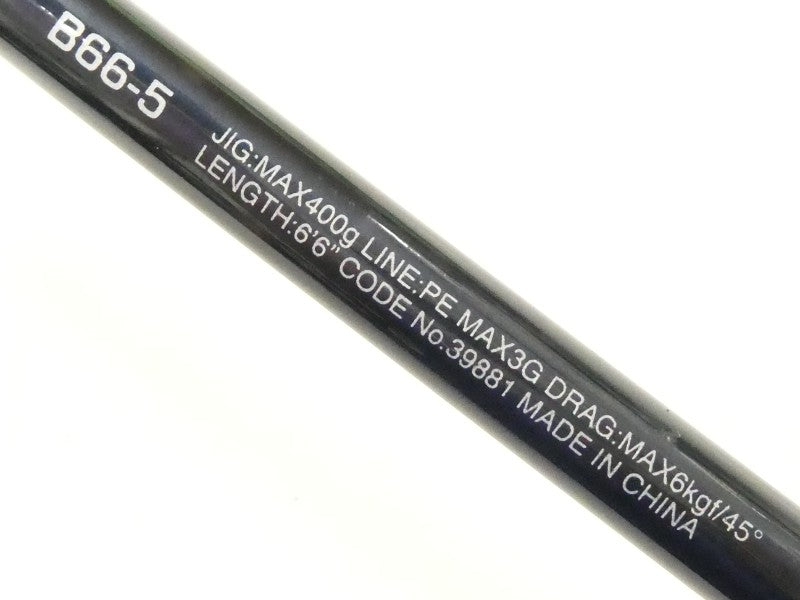 B66-5
JIG:MAX400g LINE:PE MAX3G DRAG:MAX6kgf/45°
LENGTH:6'6" CODE No.39881 MADE IN CHINA